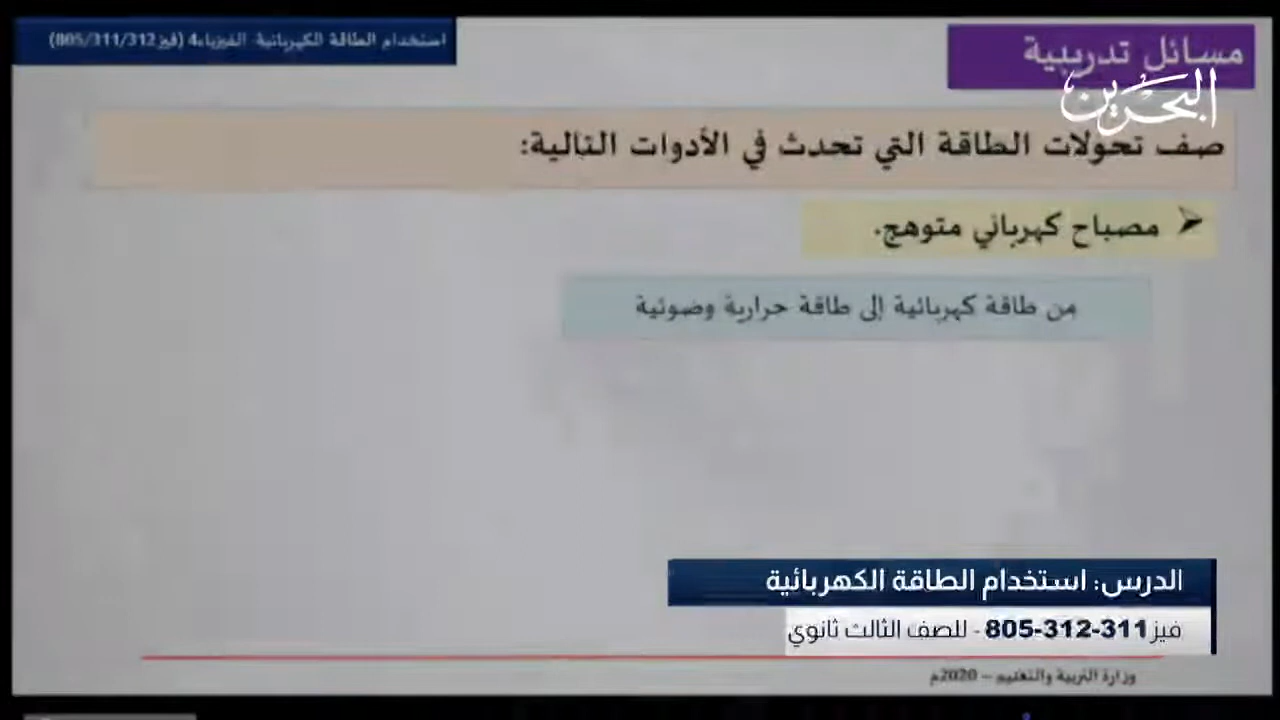 مسائل تدريبية
استخدام الطاقة الكهربائية- الفيزياء4 (فيز805/311/312)
البحرين
صف تحولات الطاقة التي تحدث في الأدوات التالية:
مصباح كهربائي متوهج.
من طاقة كهربائية إلى طاقة حرارية وضوئية
الدرس: استخدام الطاقة الكهربائية
فيز311-312-805 - للصف الثالث ثانوي
وزارة التربية والتعليم – 2020م